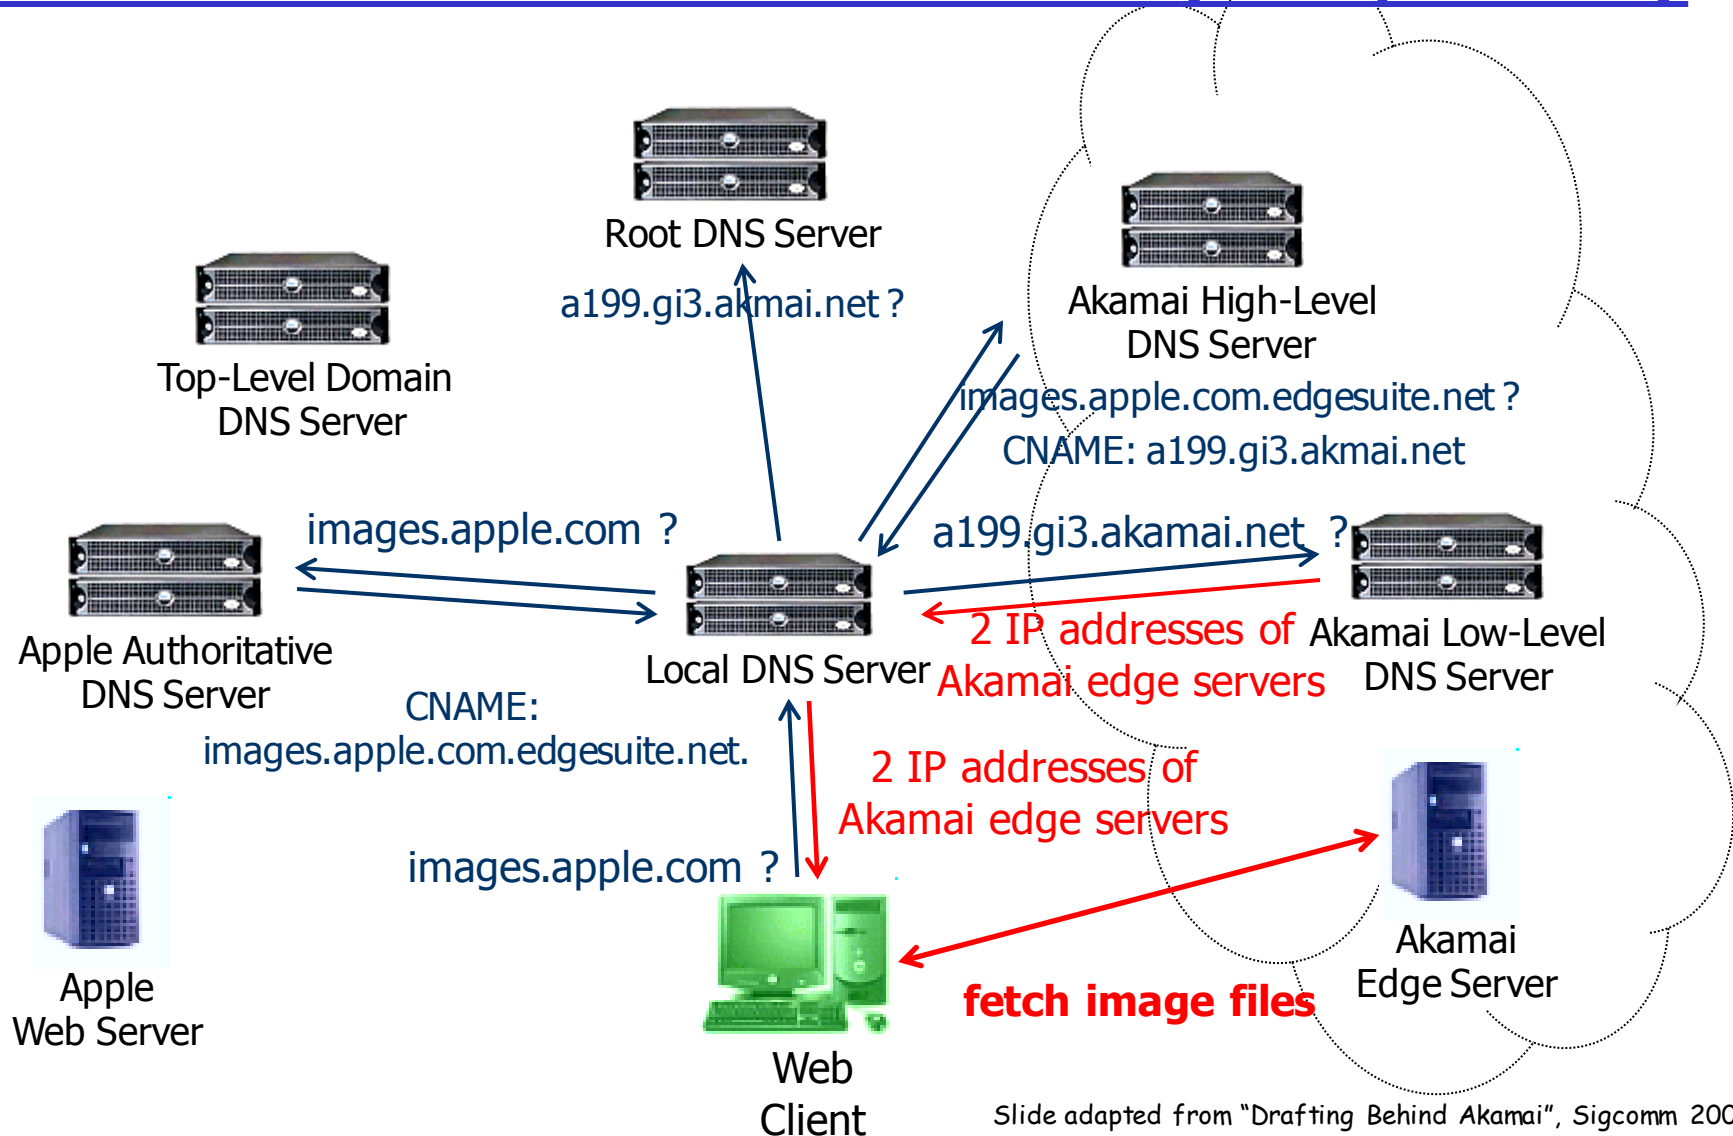 Root DNS Server
a199.gi3.akmai.net ?
Akamai High-Level
DNS Server
Top-Level Domain
DNS Server
images.apple.com.edgesuite.net ?
CNAME: a199.gi3.akmai.net
images.apple.com ?
a199.gi3.akamai.net ?
Apple Authoritative
DNS Server
Local DNS Server
2 IP addresses of
Akamai edge servers
Akamai Low-Level
DNS Server
CNAME:
images.apple.com.edgesuite.net.
2 IP addresses of
Akamai edge servers
images.apple.com ?
Apple
Web Server
Akamai
Edge Server
fetch image files
Web
Client
Slide adapted from “Drafting Behind Akamai”, Sigcomm 200